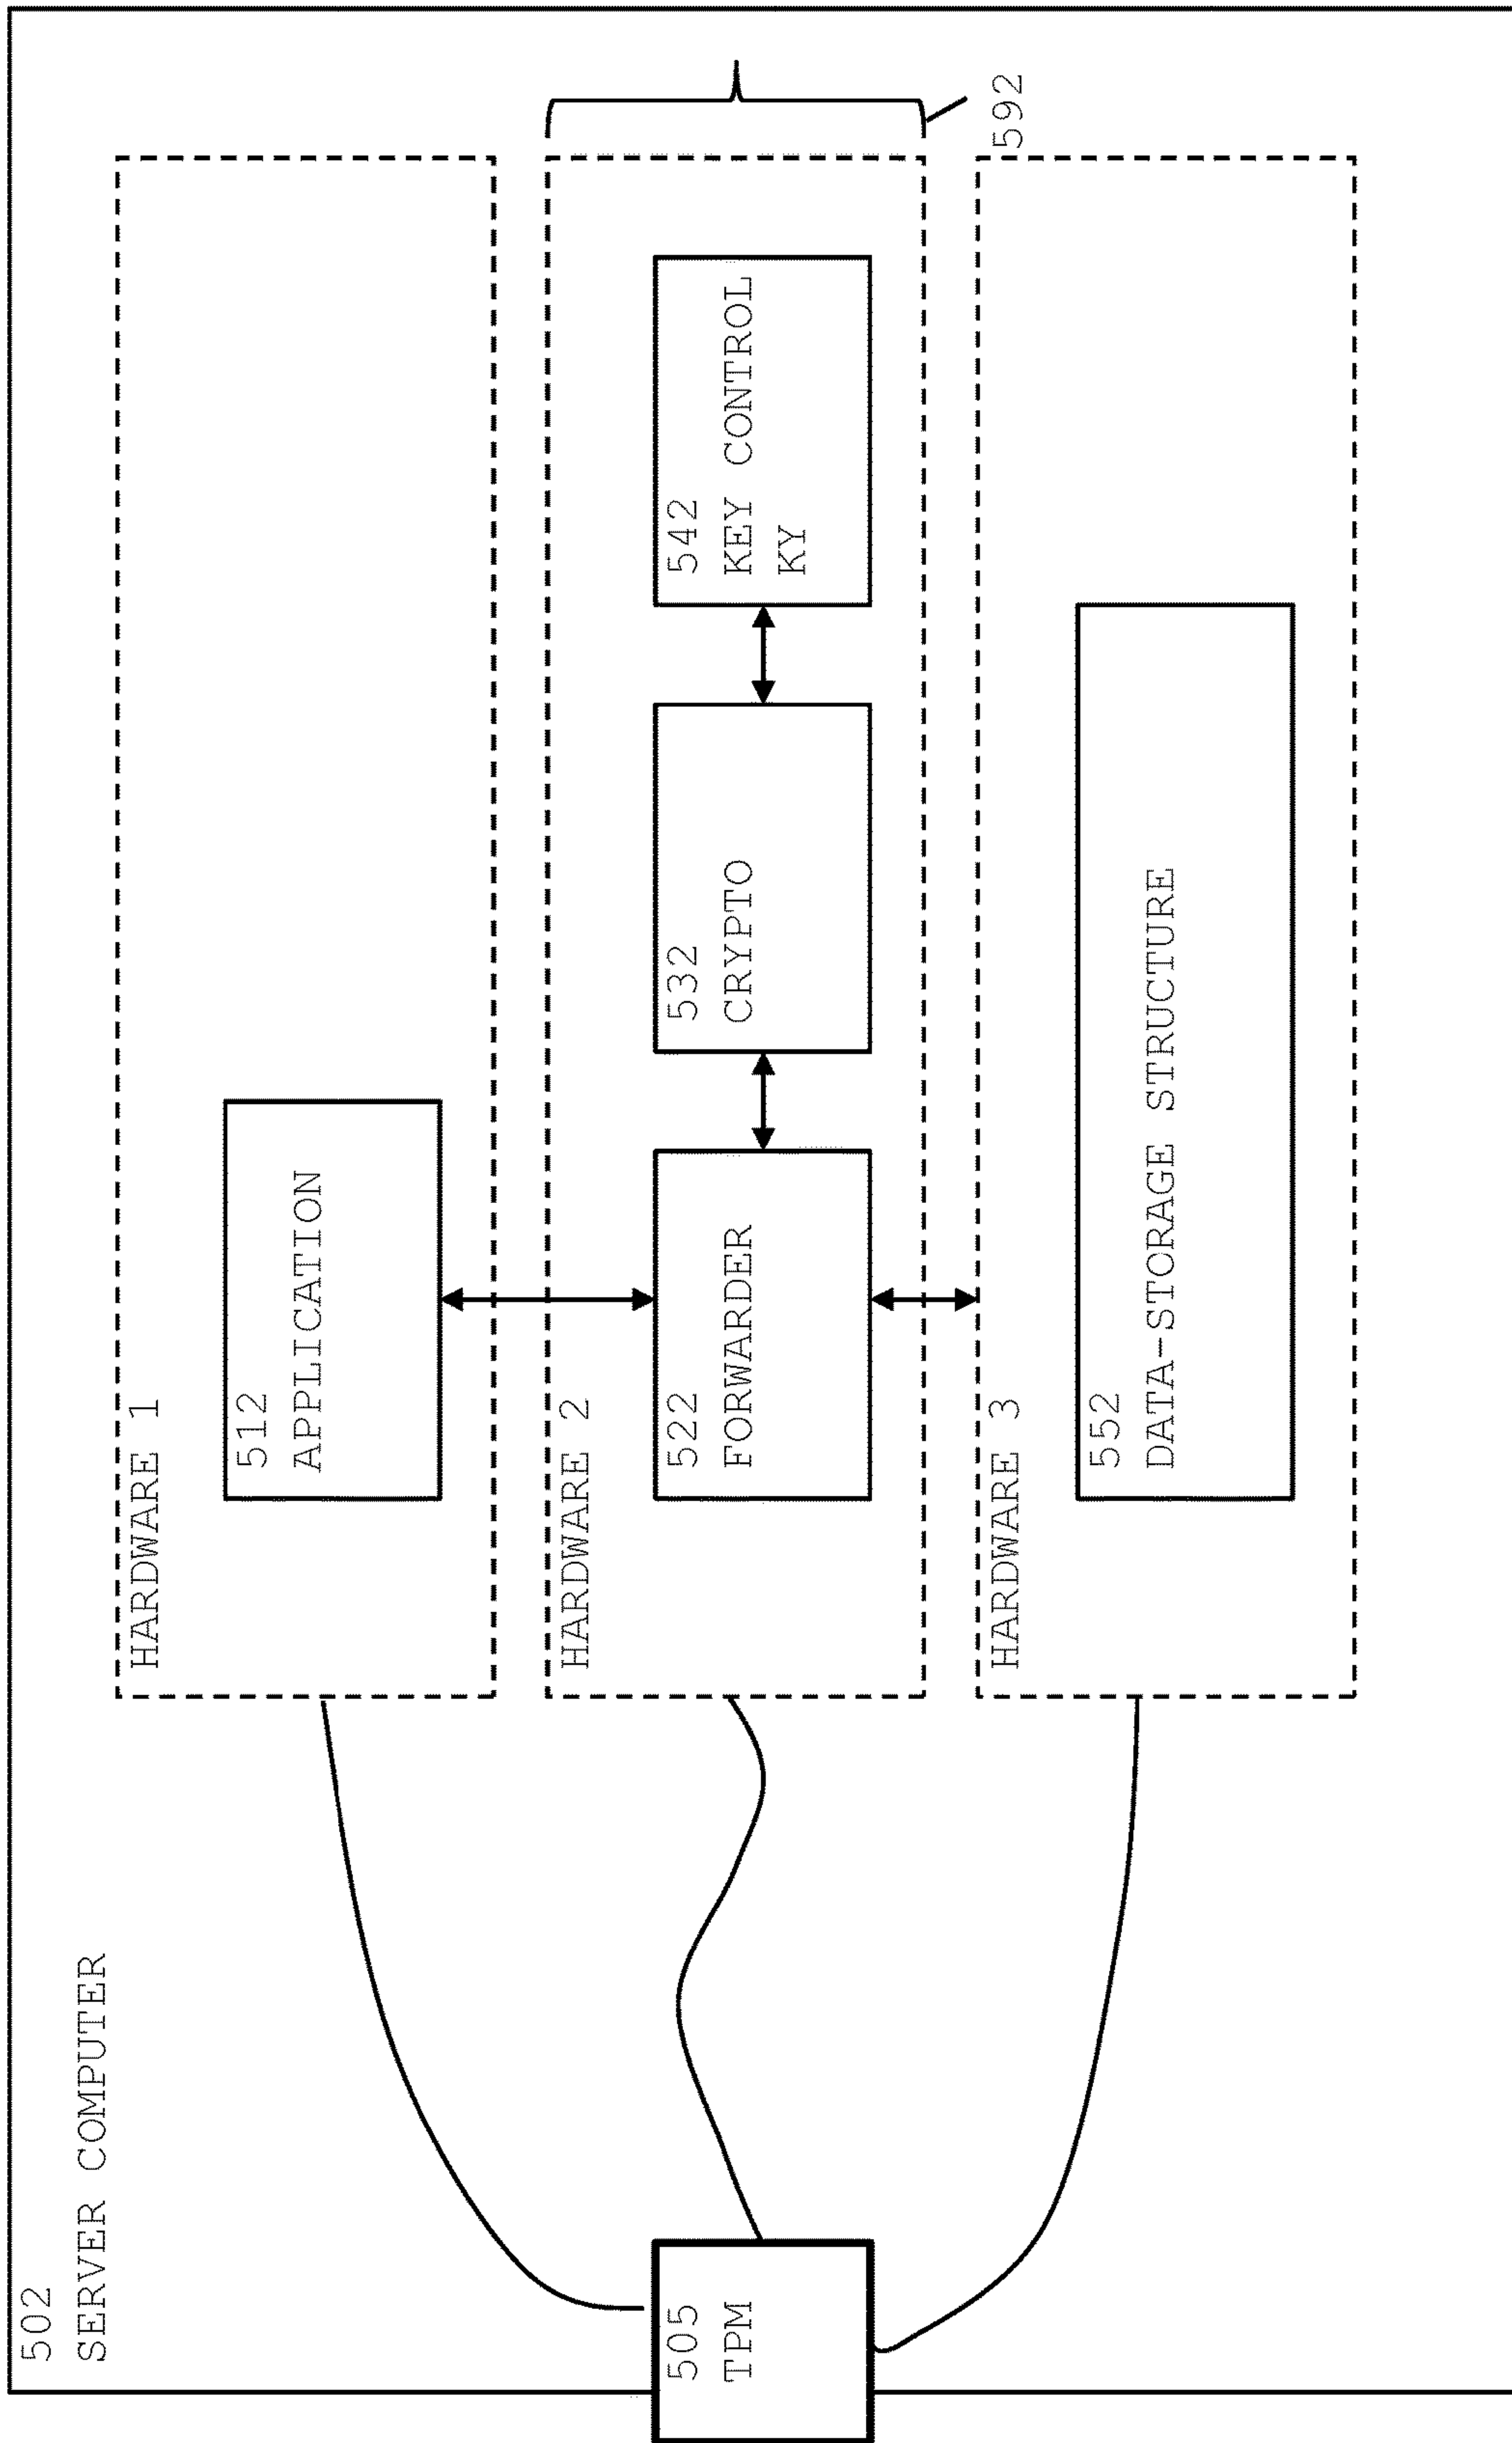 502
SERVER COMPUTER
HARDWARE 1
512
APPLICATION
HARDWARE 2
522
FORWARDER
532
CRYPTO
542
KEY CONTROL
KY
592
HARDWARE 3
552
DATA-STORAGE STRUCTURE
505
TPM